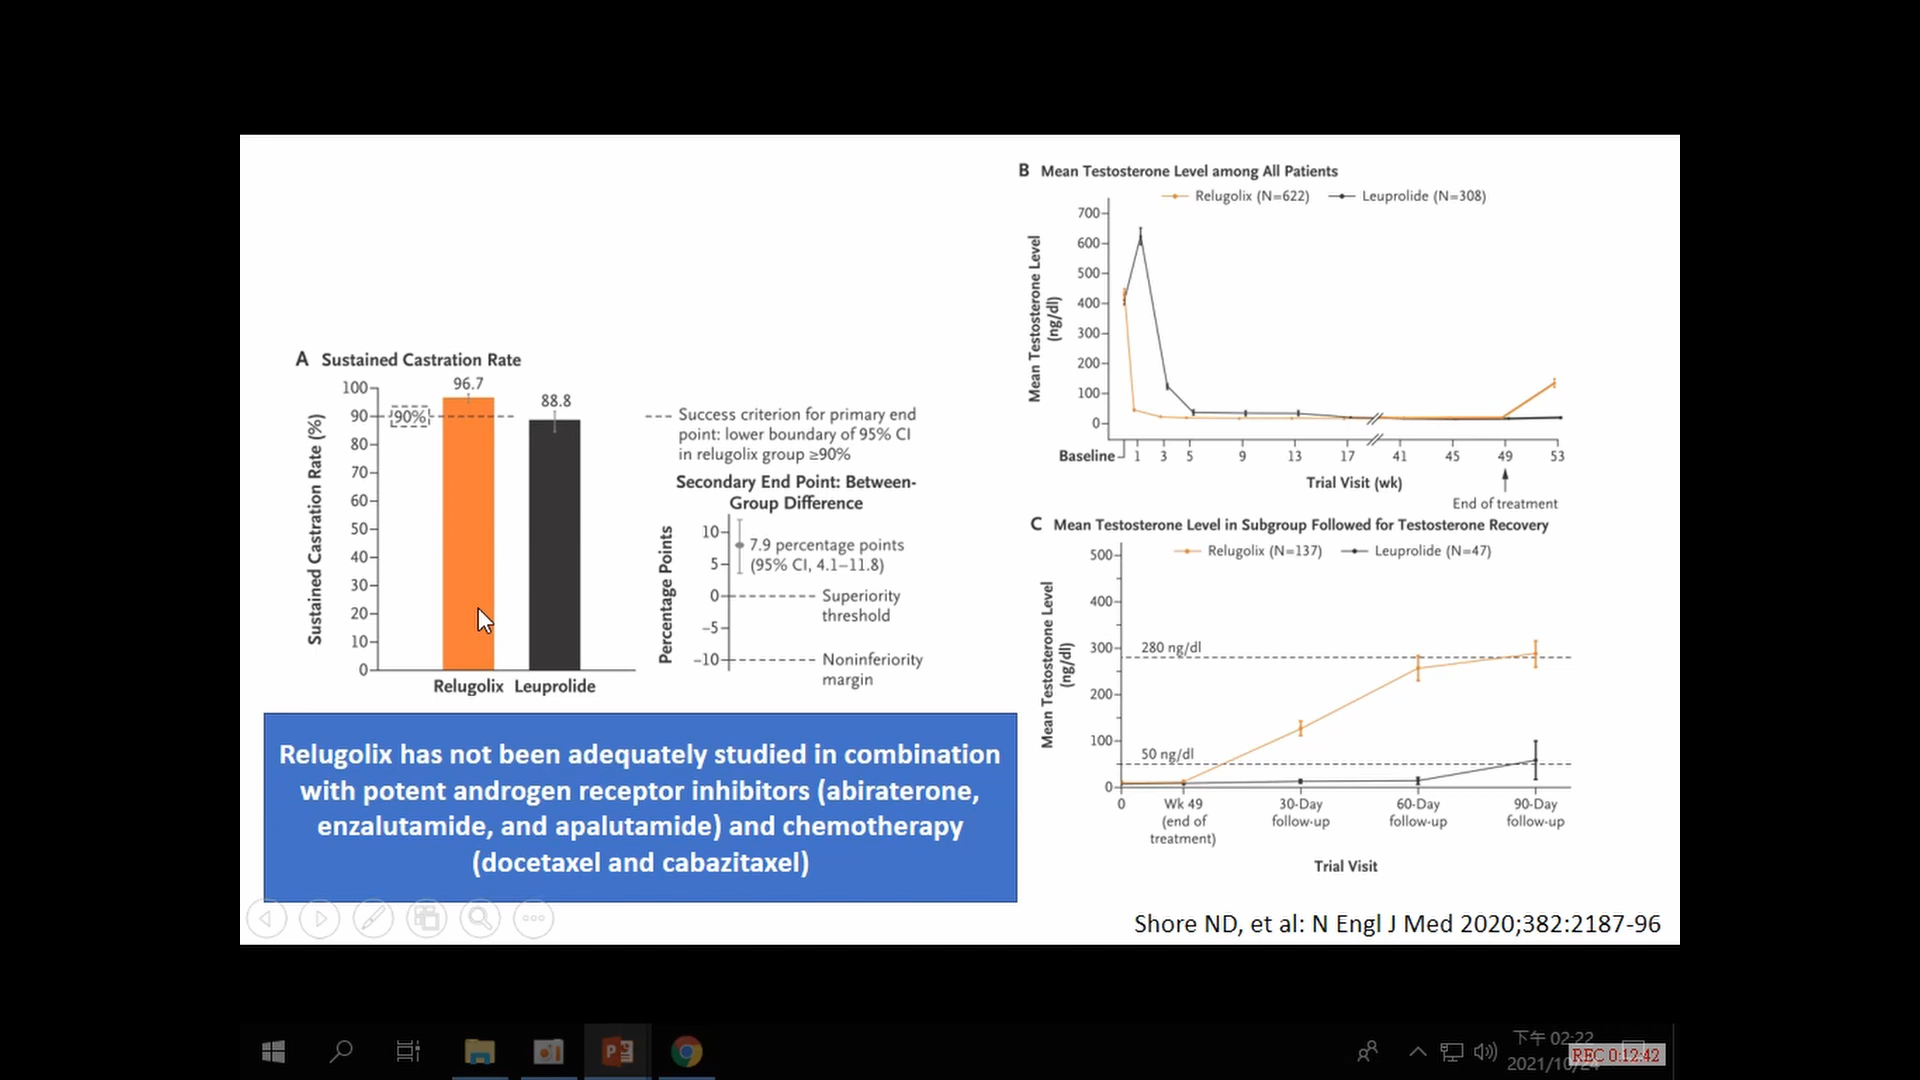 A Sustained Castration Rate
Sustained Castration Rate (%)
100
90
80
70
60
50
40
30
20
10
0
90%
96.7
88.8
Relugolix Leuprolide
Success criterion for primary end
point: lower boundary of 95% CI
in relugolix group ≥90%
Secondary End Point: Between-
Group Difference
Percentage Points
10
5
0
–5
–10
7.9 percentage points
(95% CI, 4.1–11.8)
Superiority
threshold
Noninferiority
margin
Relugolix has not been adequately studied in combination
with potent androgen receptor inhibitors (abiraterone,
enzalutamide, and apalutamide) and chemotherapy
(docetaxel and cabazitaxel)
B Mean Testosterone Level among All Patients
Relugolix (N=622) Leuprolide (N=308)
Mean Testosterone Level
(ng/dl)
700
600
500
400
300
200
100
0
Baseline 1 3 5 9 13 17 41 45 49 53
Trial Visit (wk)
End of treatment
C Mean Testosterone Level in Subgroup Followed for Testosterone Recovery
Relugolix (N=137) Leuprolide (N=47)
Mean Testosterone Level
(ng/dl)
500
400
300
200
100
0
280 ng/dl
50 ng/dl
0 Wk 49 30-Day 60-Day 90-Day
(end of follow-up follow-up follow-up
treatment)
Trial Visit
Shore ND, et al: N Engl J Med 2020;382:2187-96
下午 02:22
REC 0:12:42